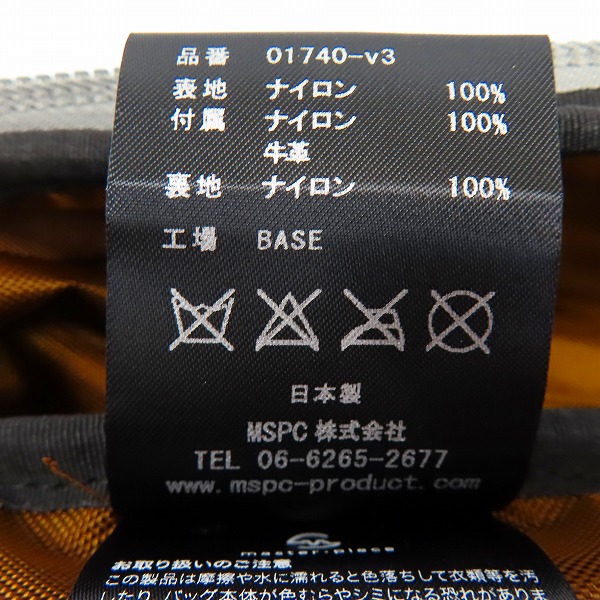 品番 01740-v3
表地 ナイロン 100%
付属 ナイロン 100%
牛革
裏地 ナイロン 100%
工場 BASE
日本製
MSPC 株式会社
TEL 06-6265-2677
www.mspc-product.com
master-piece
お取り扱いのご注意
この製品は摩擦や水に濡れると色落ちして衣類等を汚
したり、バッグ本体が色むらやシミになる恐れがありま